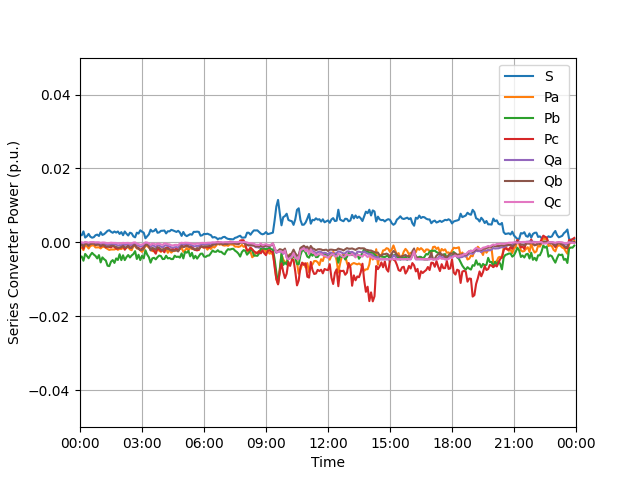 Series Converter Power (p.u.)
0.04
0.02
0.00
−0.02
−0.04
00:00 03:00 06:00 09:00 12:00 15:00 18:00 21:00 00:00
Time
S
Pa
Pb
Pc
Qa
Qb
Qc